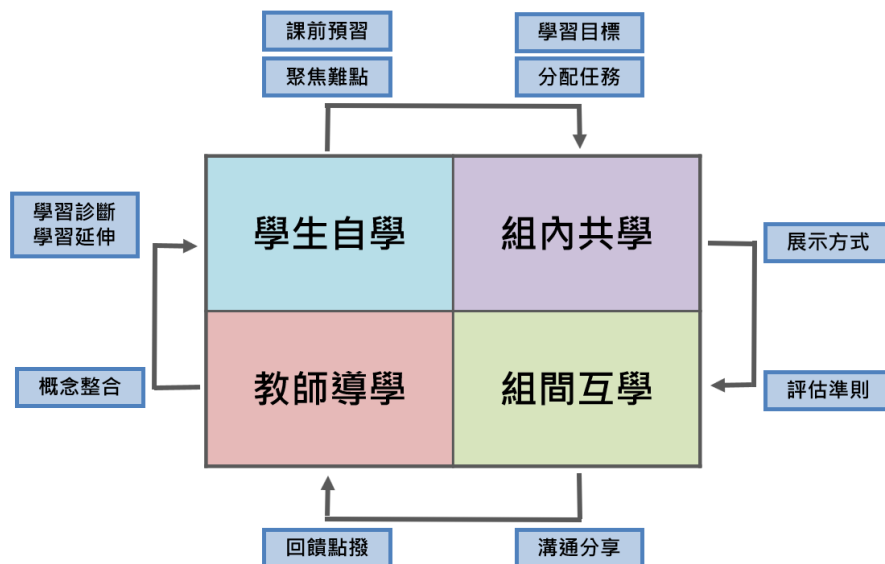 課前預習
學習目標
聚焦難點
分配任務
學習診斷
學習延伸
學生自學
組內共學
展示方式
概念整合
教師導學
組間互學
評估準則
回饋點撥
溝通分享